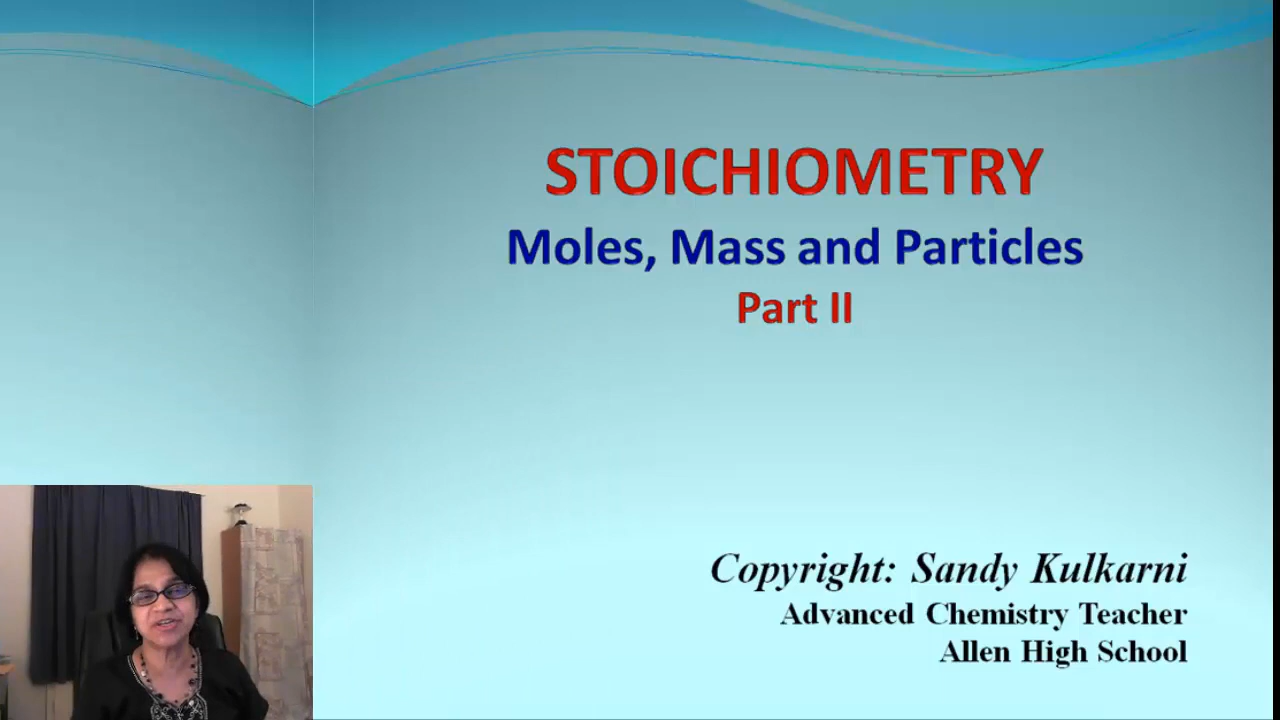 STOICHIOMETRY
Moles, Mass and Particles
Part II
Copyright: Sandy Kulkarni
Advanced Chemistry Teacher
Allen High School